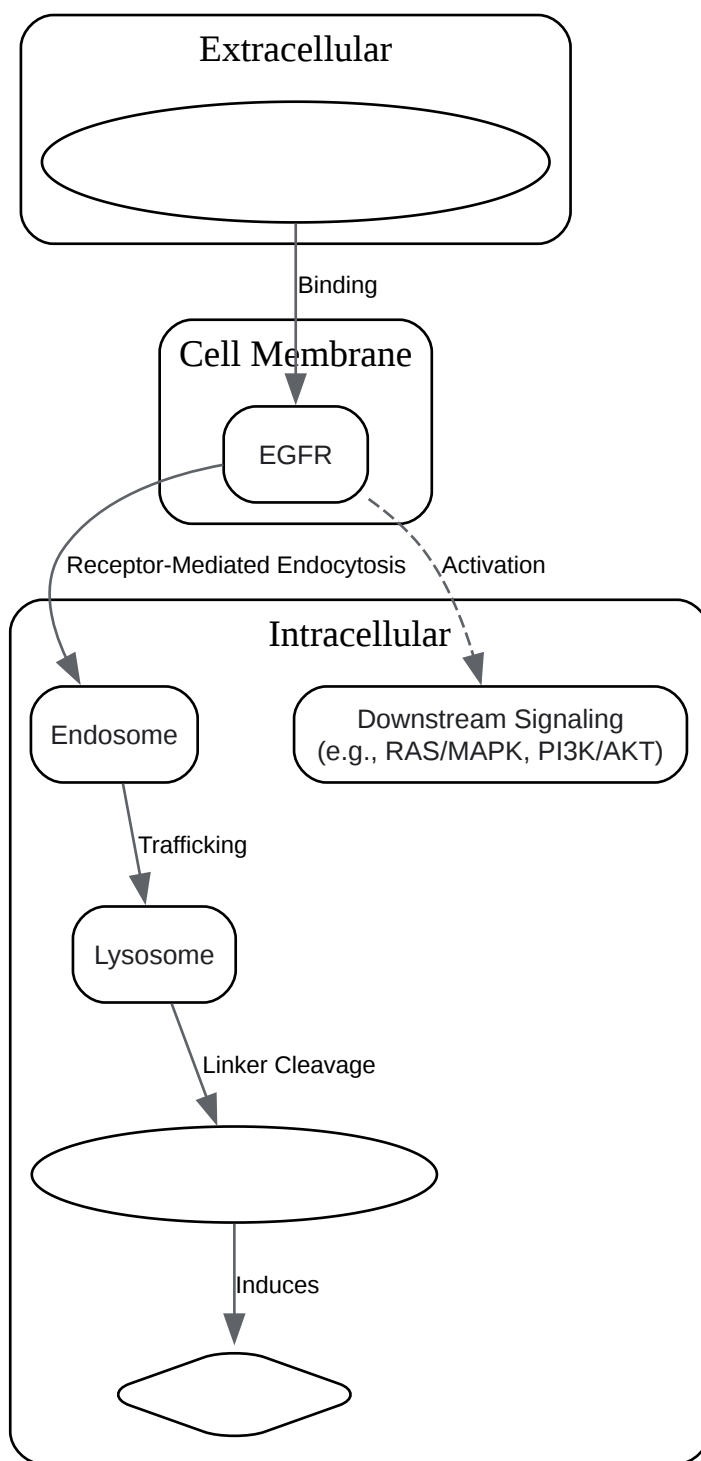 Extracellular
Binding
Cell Membrane
EGFR
Receptor-Mediated Endocytosis
Activation
Intracellular
Endosome
Downstream Signaling
(e.g., RAS/MAPK, PI3K/AKT)
Trafficking
Lysosome
Linker Cleavage
Induces